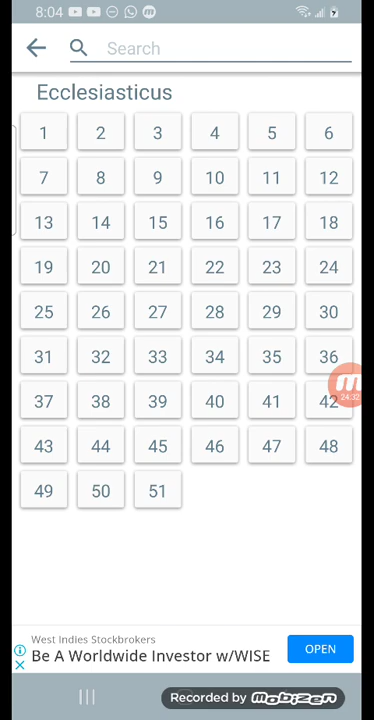 8:04
Search
Ecclesiasticus
1 2 3 4 5 6
7 8 9 10 11 12
13 14 15 16 17 18
19 20 21 22 23 24
25 26 27 28 29 30
31 32 33 34 35 36
37 38 39 40 41 42
24:32
43 44 45 46 47 48
49 50 51
West Indies Stockbrokers
Be A Worldwide Investor w/WISE
OPEN
Recorded by mobizen